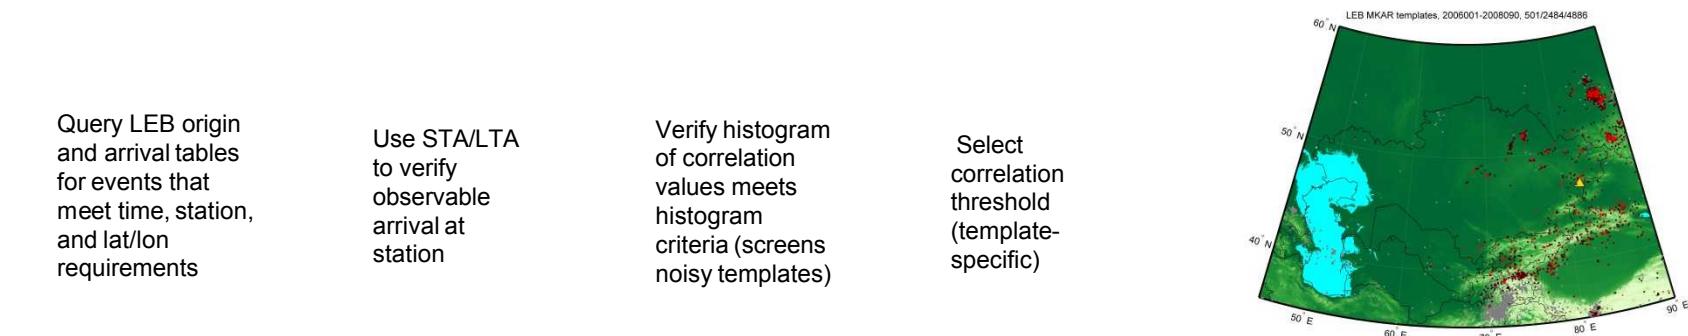 Query LEB origin
and arrival tables
for events that
meet time, station,
and lat/lon
requirements
Use STA/LTA
to verify
observable
arrival at
station
Verify histogram
of correlation
values meets
histogram
criteria (screens
noisy templates)
Select
correlation
threshold
(template-
specific)
LEB MKAR templates, 2006001-2008090, 501/2484/4886
60° N
50° N
40° N
50° E
60° E
70° E
80° E
90° E